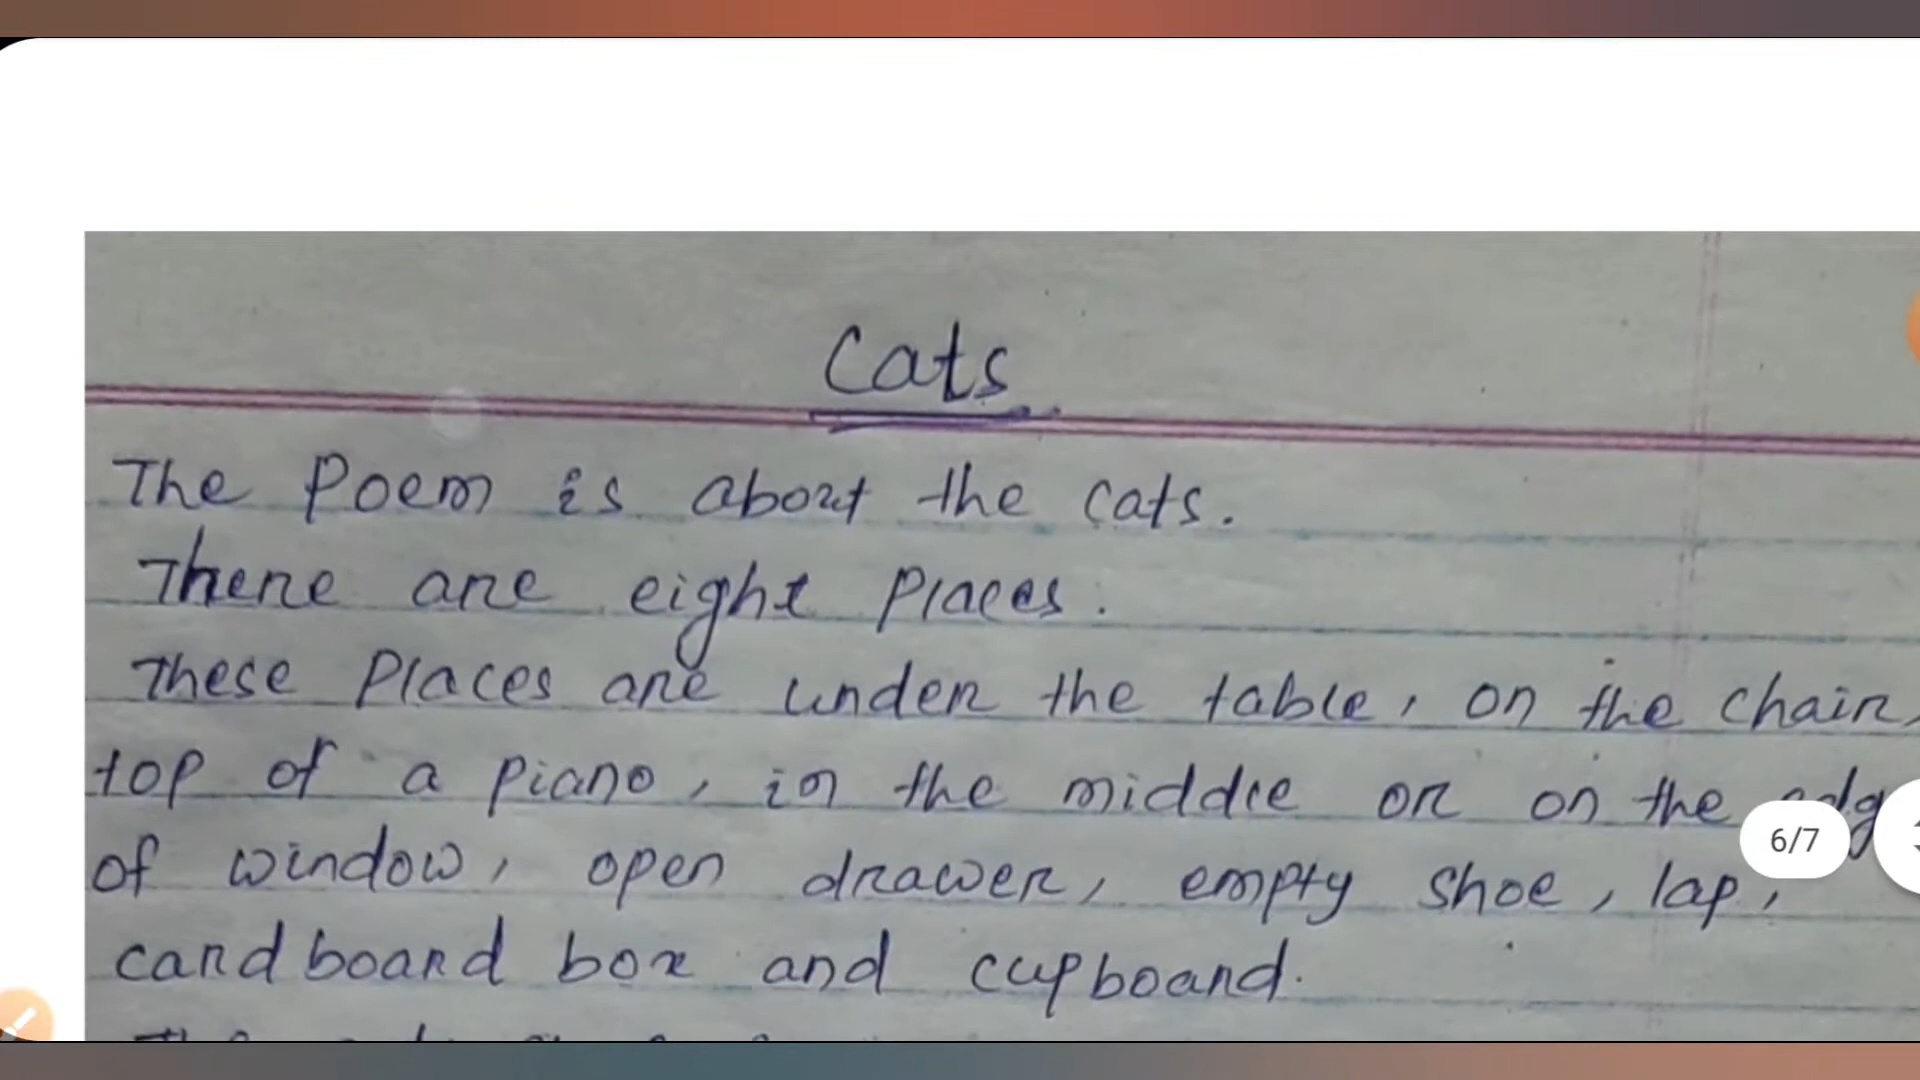 Cats
The Poem is about the cats.
There are eight Places.
These Places are under the table, on the chair,
top of a piano, in the middle or on the edg
of window, open drawer, empty shoe, lap,
cardboard box and cupboard.
6/7